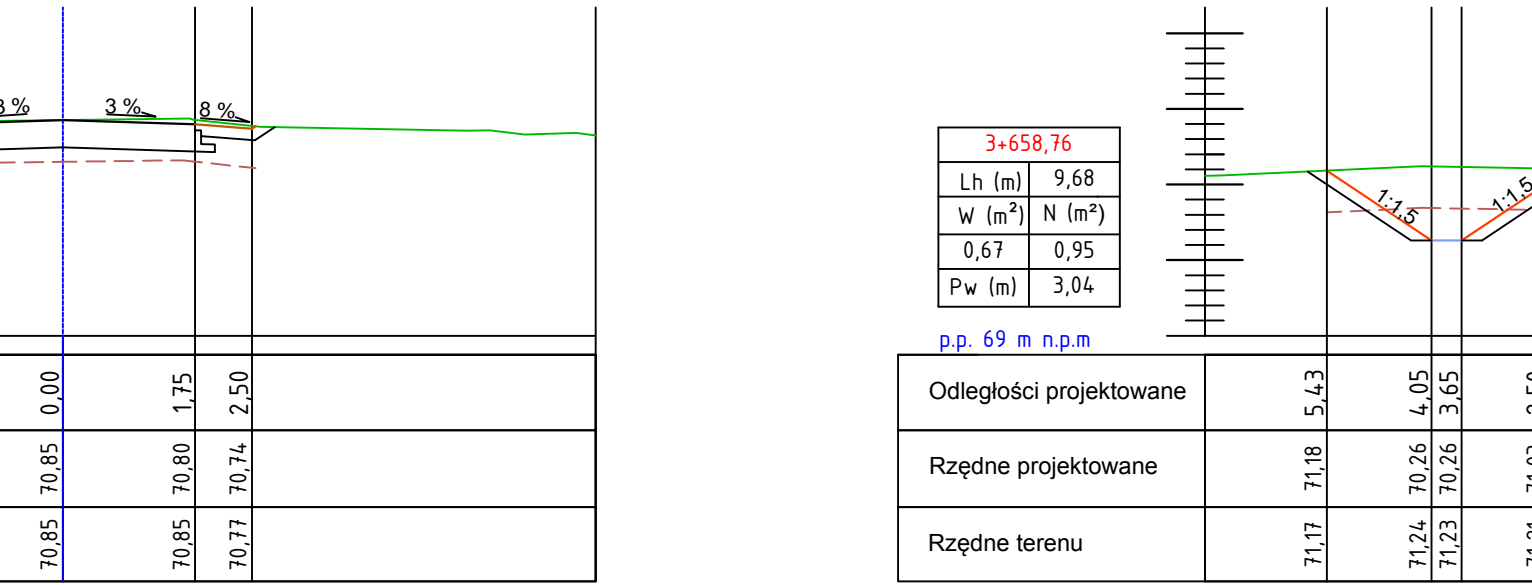 3 %
8 %
0,00
1,75
2,50
70,85
70,80
70,74
70,85
70,85
70,77
3+658,76
Lh (m) 9,68
W (m²) N (m²)
0,67 0,95
Pw (m) 3,04
p.p. 69 m n.p.m
1:1,5
1:1,5
Odległości projektowane 5,43 4,05 3,65
Rzędne projektowane 71,18 70,26 70,26
Rzędne terenu 71,17 71,24 71,23